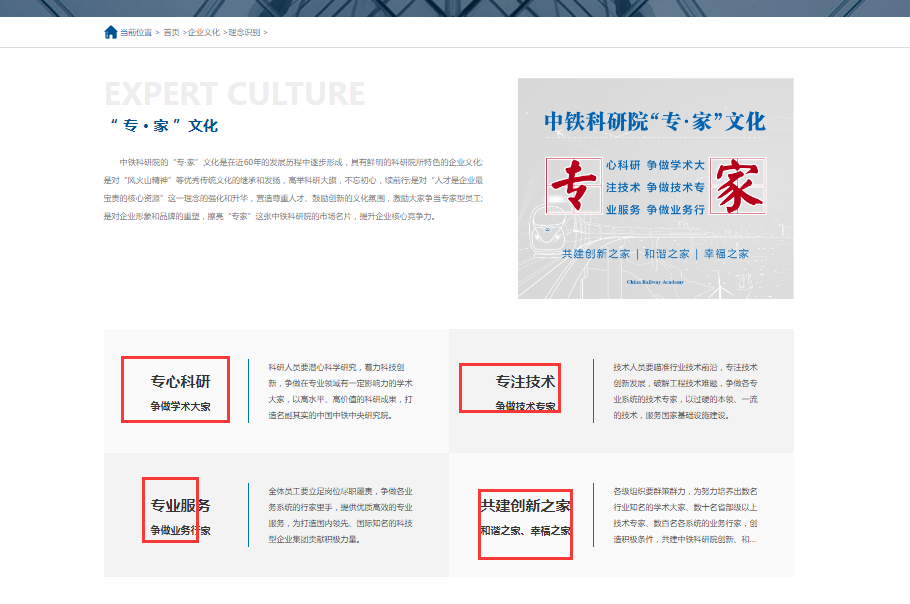 当前位置 > 首页 >企业文化 >理念识别 >
EXPERT CULTURE
“ 专 • 家 ” 文化
中铁科研院的“专·家”文化是在近60年的发展历程中逐步形成，具有鲜明的科研院所特色的企业文化;
是对“风火山精神”等优秀传统文化的继承和发扬，高举科研大旗，不忘初心，续前行;是对“人才是企业最
宝贵的核心资源”这一理念的强化和升华，营造尊重人才、鼓励创新的文化氛围，激励大家争当专家型员工;
是对企业形象和品牌的重塑，擦亮“专家”这张中铁科研院的市场名片，提升企业核心竞争力。
中铁科研院“专·家”文化
专
心科研 争做学术大
注技术 争做技术专
业服务 争做业务行
家
共建创新之家 | 和谐之家 | 幸福之家
China Railway Academy
专心科研
争做学术大家
科研人员要潜心科学研究，着力科技创
新，争做在专业领域有一定影响力的学术
大家，以高水平、高价值的科研成果，打
造名副其实的中国中铁中央研究院。
专注技术
争做技术专家
技术人员要瞄准行业技术前沿，专注技术
创新发展，破解工程技术难题，争做各专
业系统的技术专家，以过硬的本领、一流
的技术，服务国家基础设施建设。
专业服务
争做业务行家
全体员工要立足岗位尽职履责，争做各业
务系统的行家里手，提供优质高效的专业
服务，为打造国内领先、国际知名的科技
型企业集团贡献积极力量。
共建创新之家
和谐之家、幸福之家
各级组织要群策群力，为努力培养出数名
行业知名的学术大家、数十名省部级以上
技术专家、数百名各系统的业务行家，创
造积极条件，共建中铁科研院创新、和...